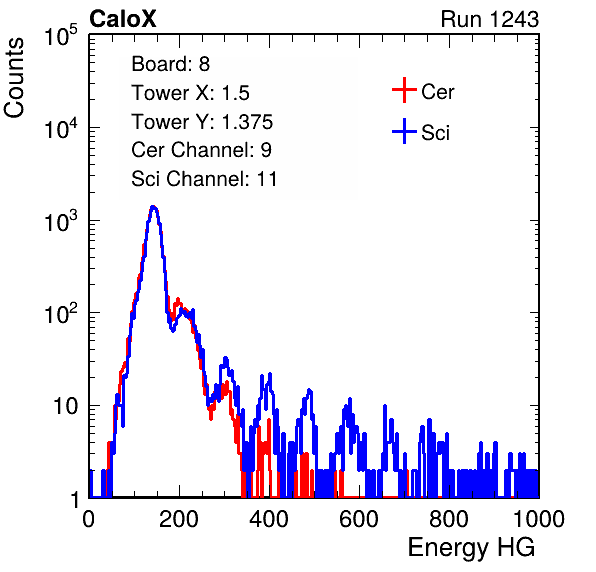 CaloX Run 1243
Counts
10^5
10^4
10^3
10^2
10
1
Board: 8
Tower X: 1.5
Tower Y: 1.375
Cer Channel: 9
Sci Channel: 11
Cer
Sci
0 200 400 600 800 1000
Energy HG